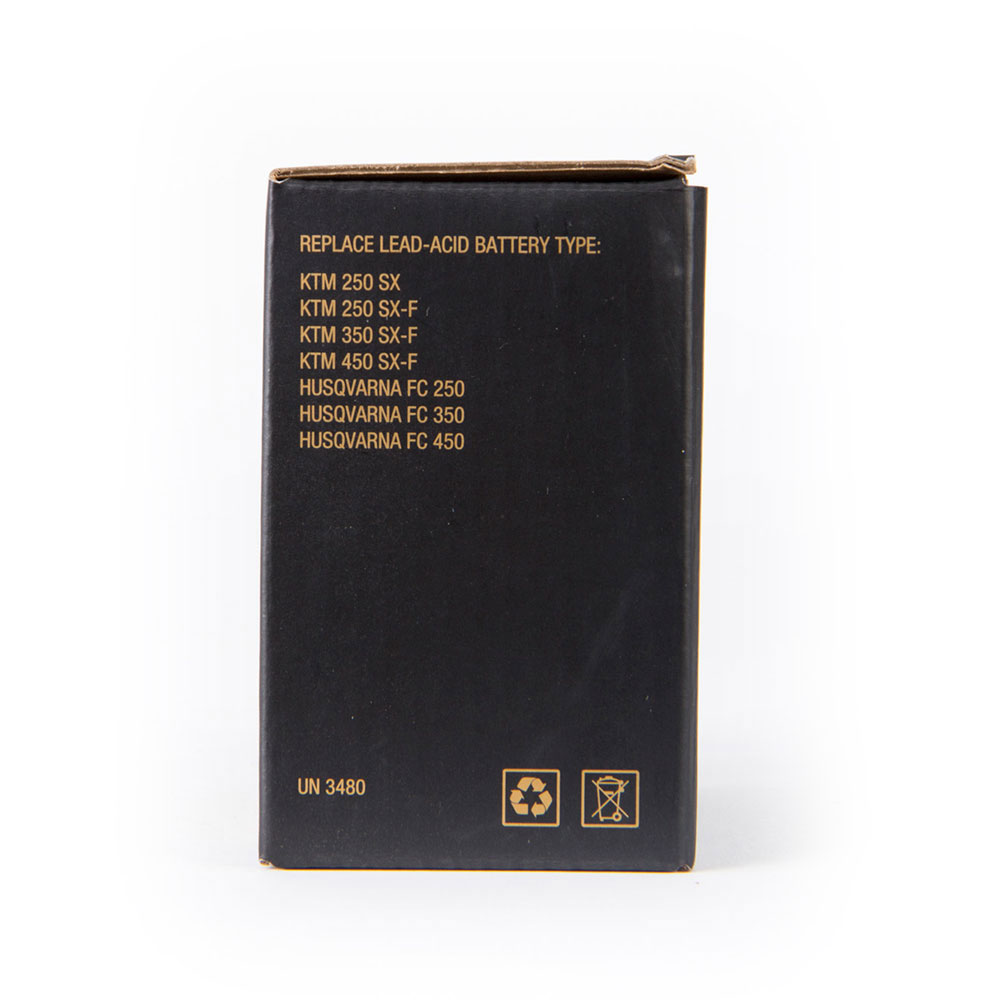 REPLACE LEAD-ACID BATTERY TYPE:
KTM 250 SX
KTM 250 SX-F
KTM 350 SX-F
KTM 450 SX-F
HUSQVARNA FC 250
HUSQVARNA FC 350
HUSQVARNA FC 450
UN 3480